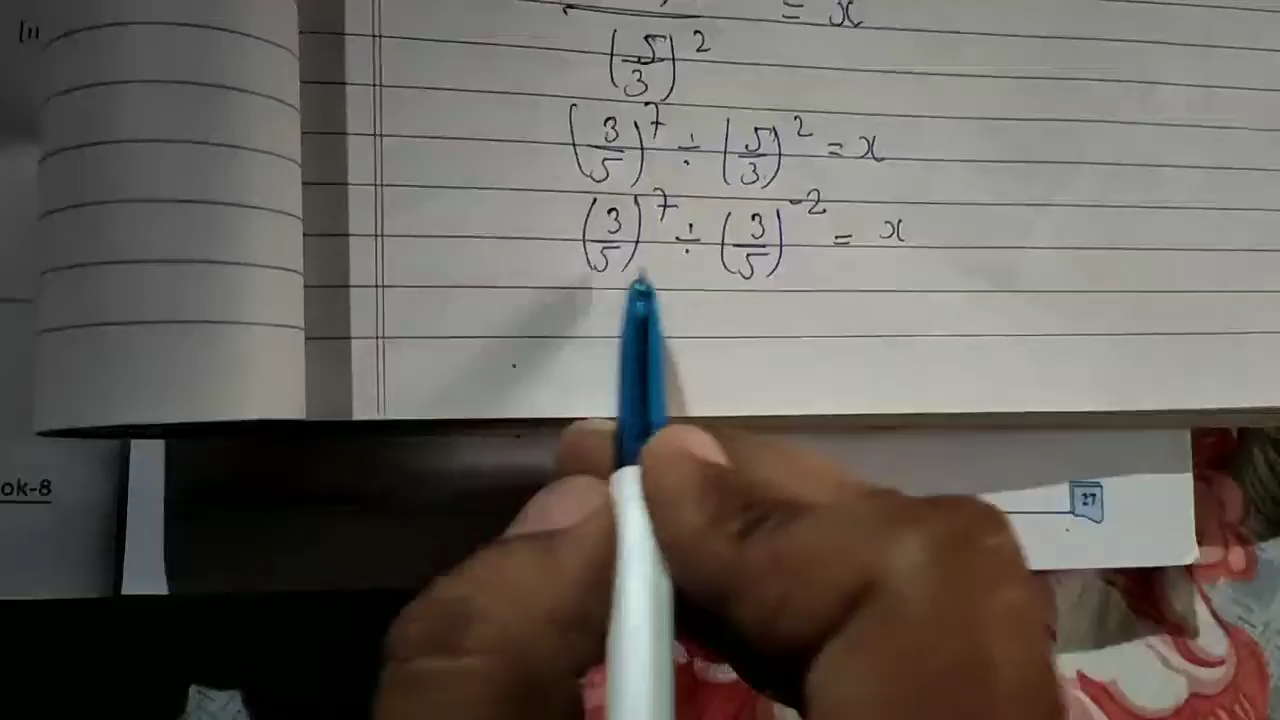 = x
(5/3)^2
(3/5)^7 ÷ (5/3)^2 = x
(3/5)^7 ÷ (3/5)^-2 = x
ok-8
27